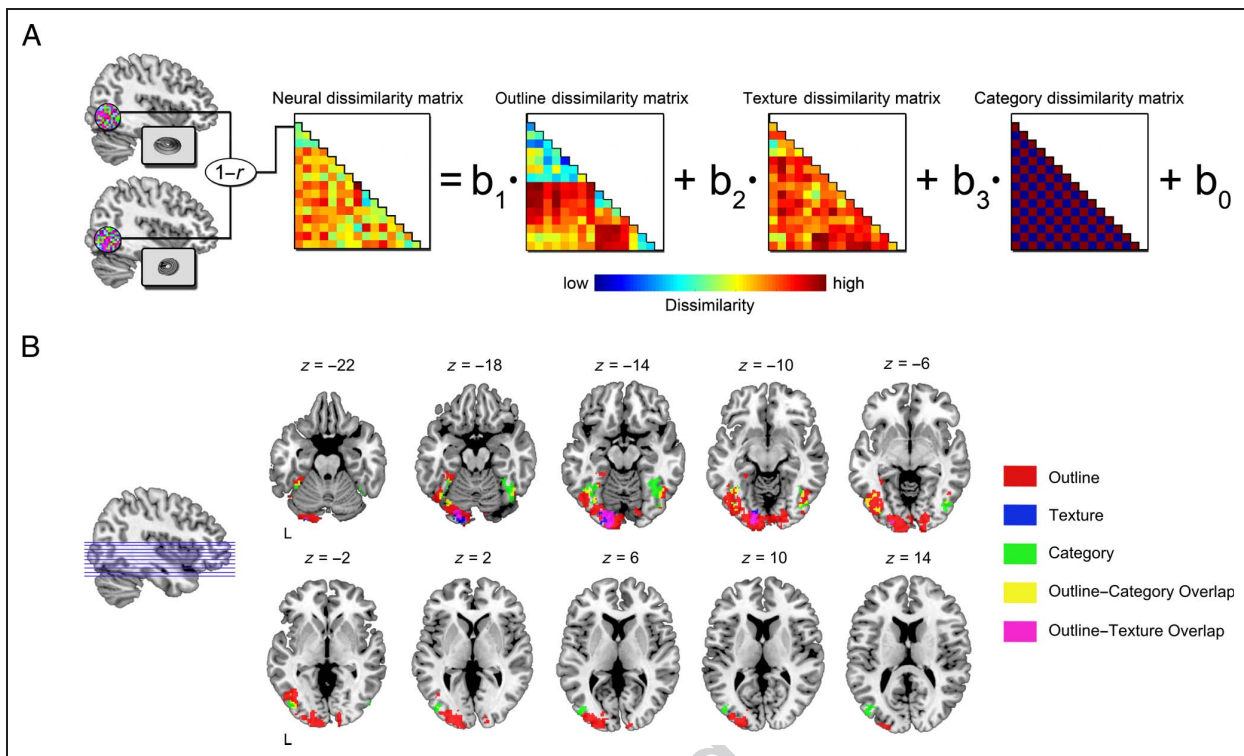 A
Neural dissimilarity matrix
Outline dissimilarity matrix
Texture dissimilarity matrix
Category dissimilarity matrix
1–r
= b1·
+ b2·
+ b3·
+ b0
low
high
Dissimilarity
B
z = –22
z = –18
z = –14
z = –10
z = –6
L
z = –2
z = 2
z = 6
z = 10
z = 14
L
Outline
Texture
Category
Outline–Category Overlap
Outline–Texture Overlap